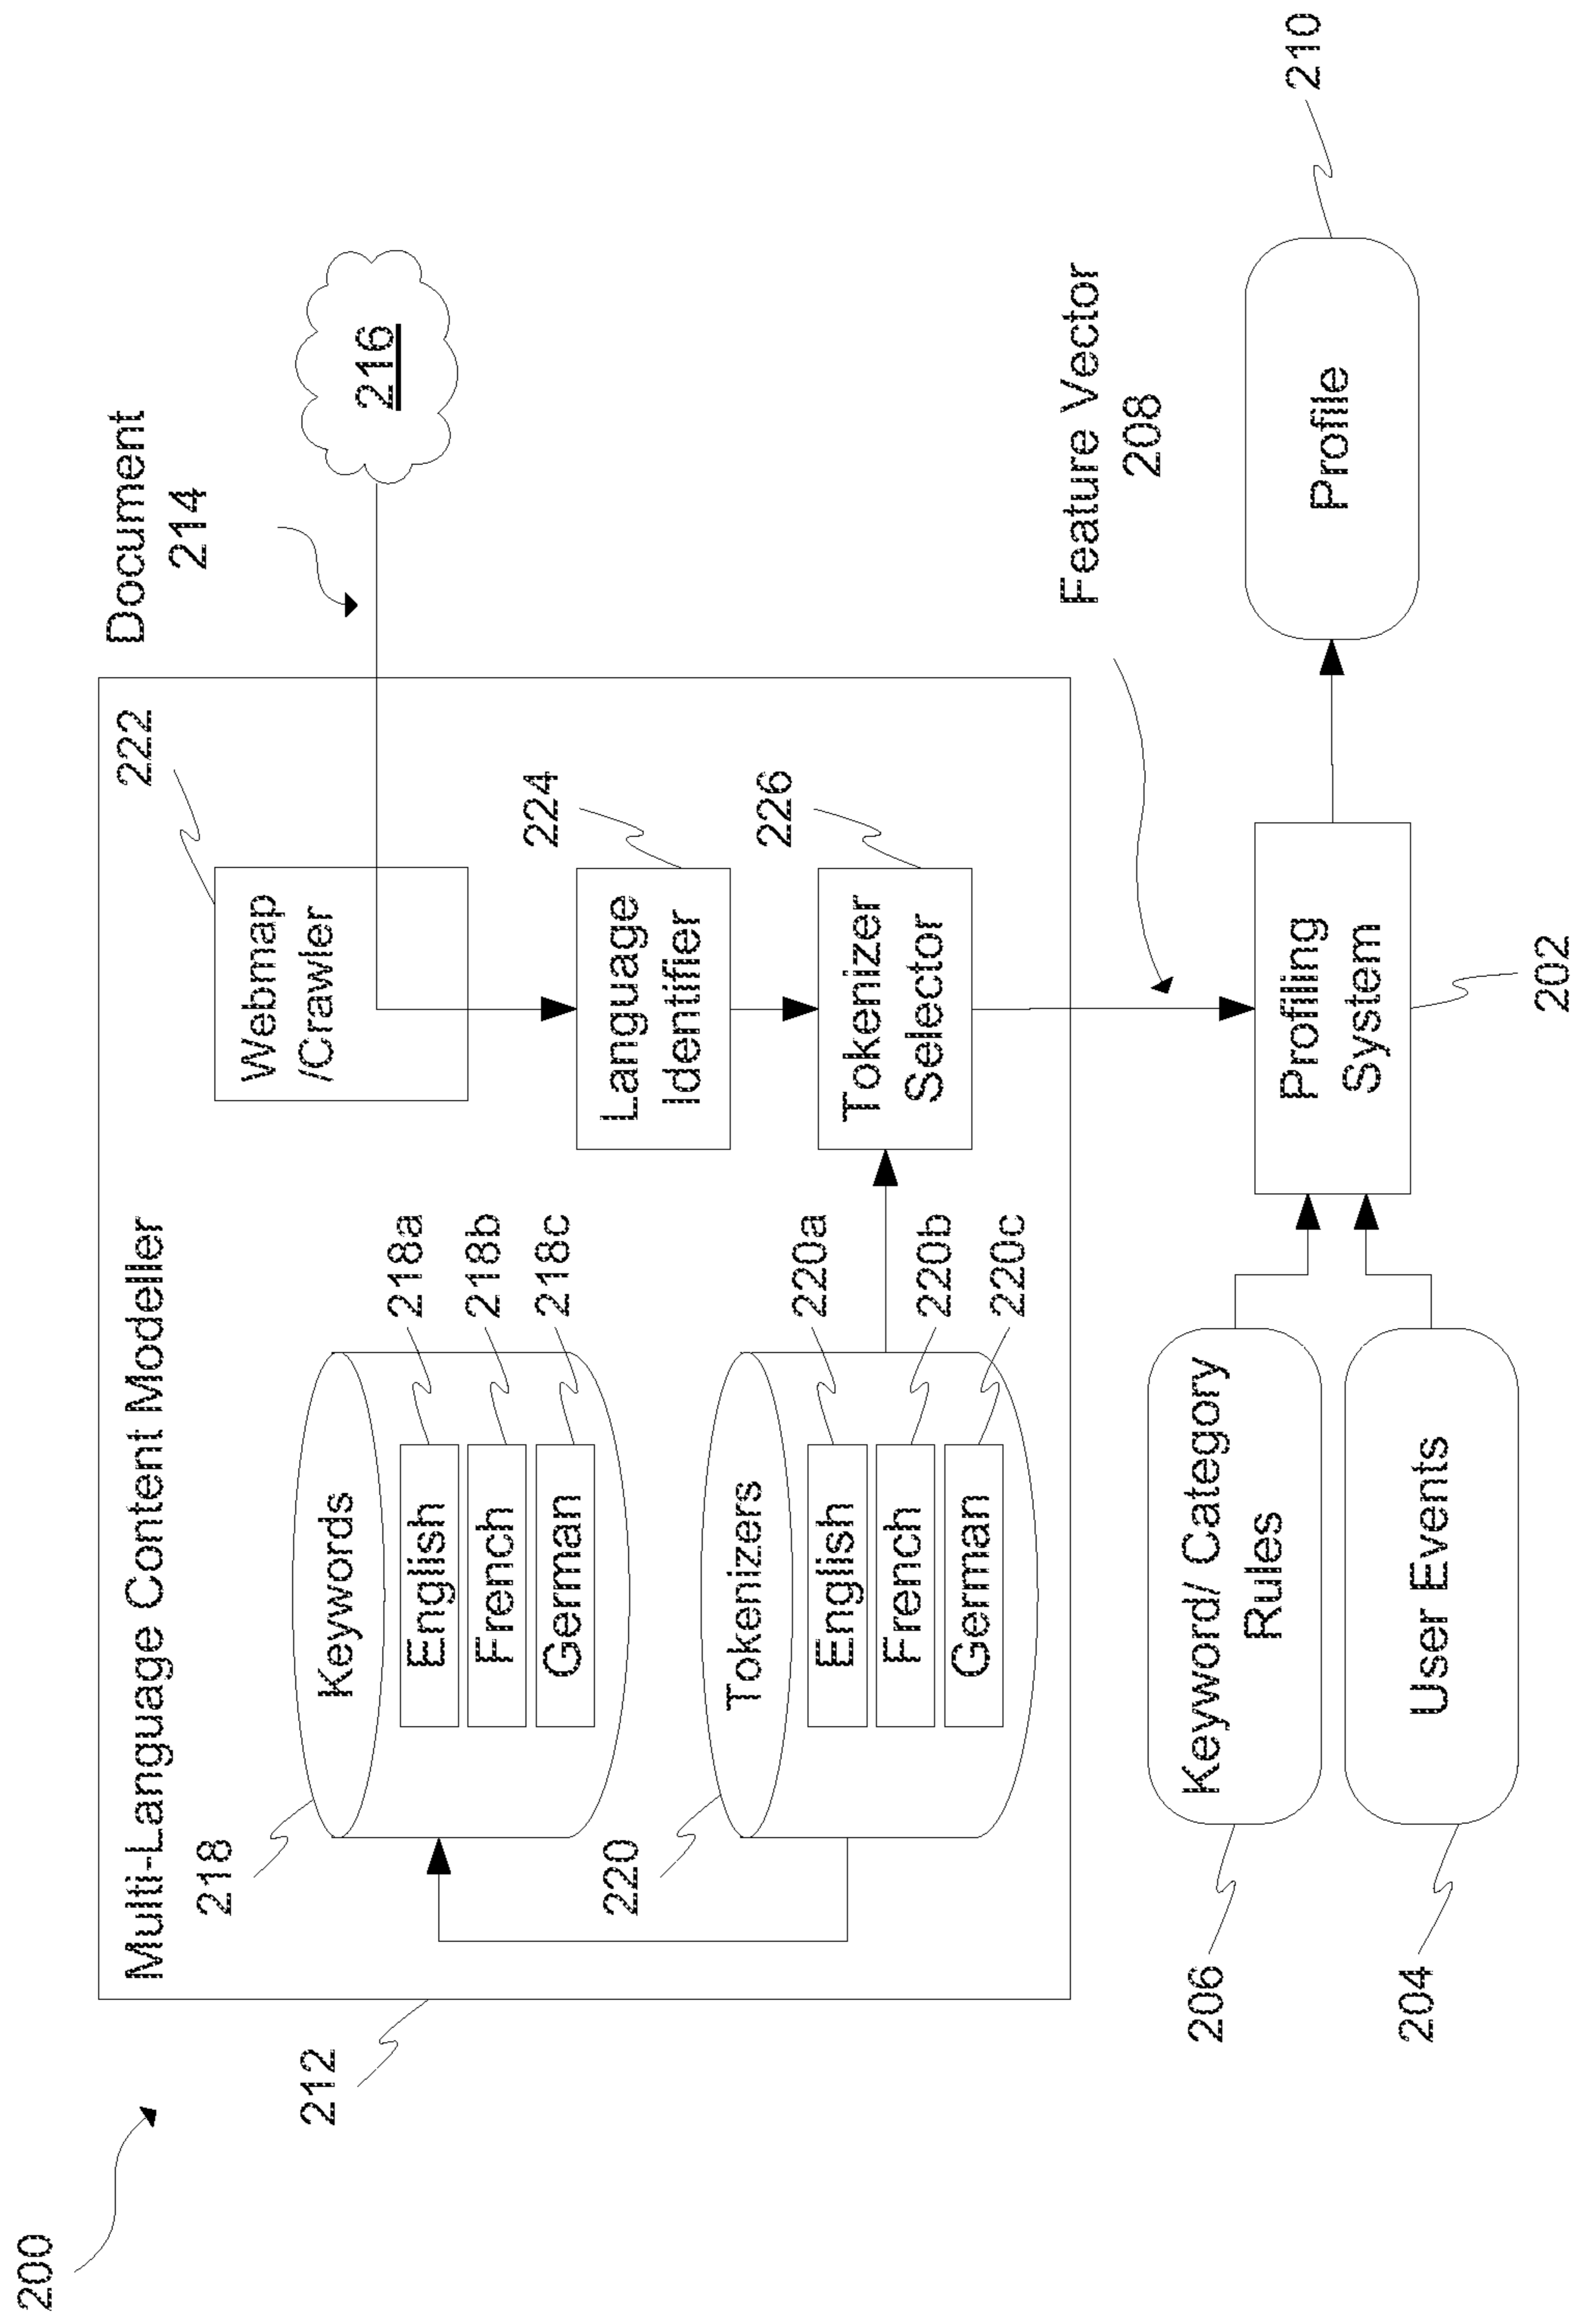 200
Multi-Language Content Modeller
212
Document
214
216
222
Webmap
/Crawler
218
Keywords
English
French
German
218a
218b
218c
224
Language
Identifier
220
Tokenizers
English
French
German
220a
220b
220c
226
Tokenizer
Selector
Feature Vector
208
206
Keyword/ Category
Rules
204
User Events
Profiling
System
202
Profile
210